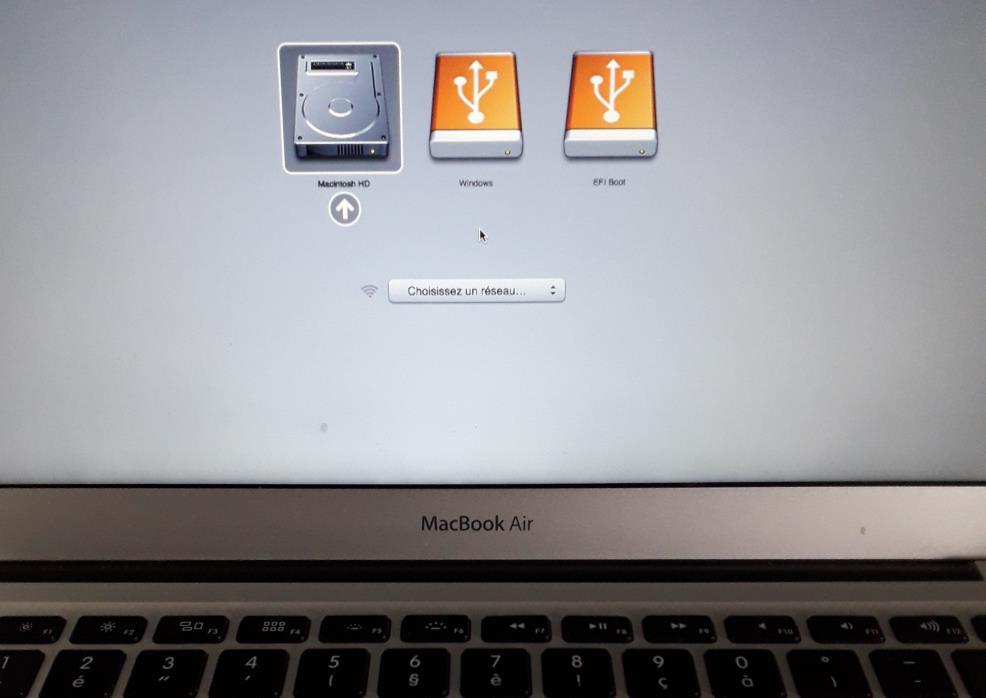 Macintosh HD
Windows
EFI Boot
Choisissez un réseau...
MacBook Air
F1 F2 F3 F4 F5 F6 F7 F8 F9 F10 F11 F12
1 2 3 4 5 6 7 8 9 0 ° _
é " ' ( § è ! ç à ) -